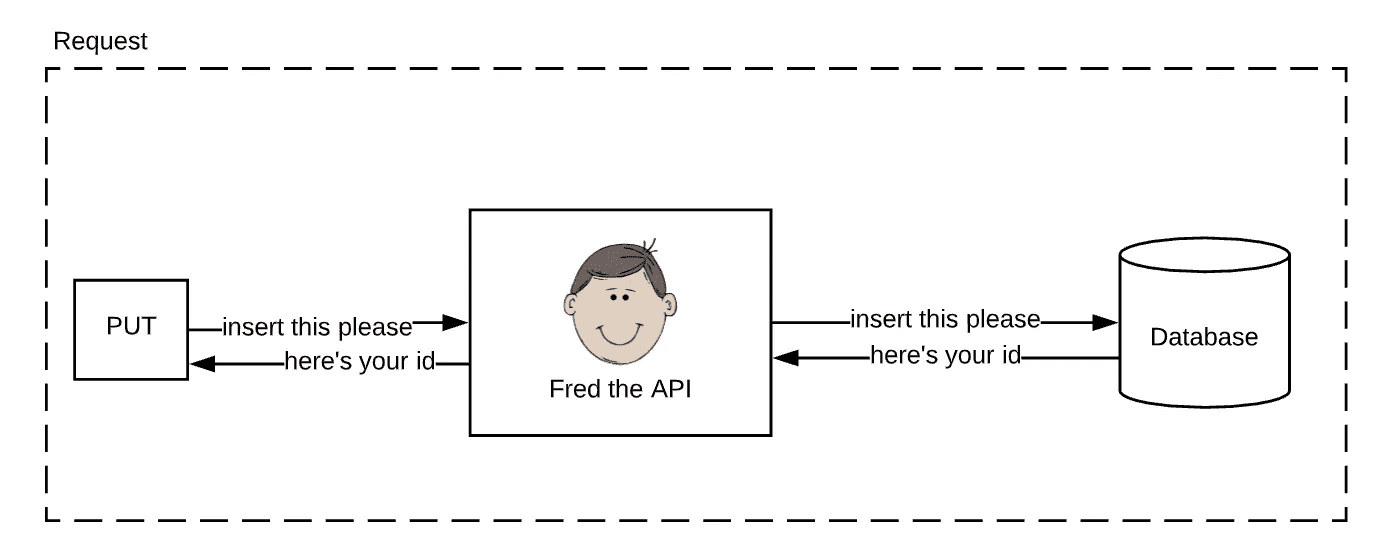 Request
PUT
insert this please
here's your id
Fred the API
insert this please
here's your id
Database